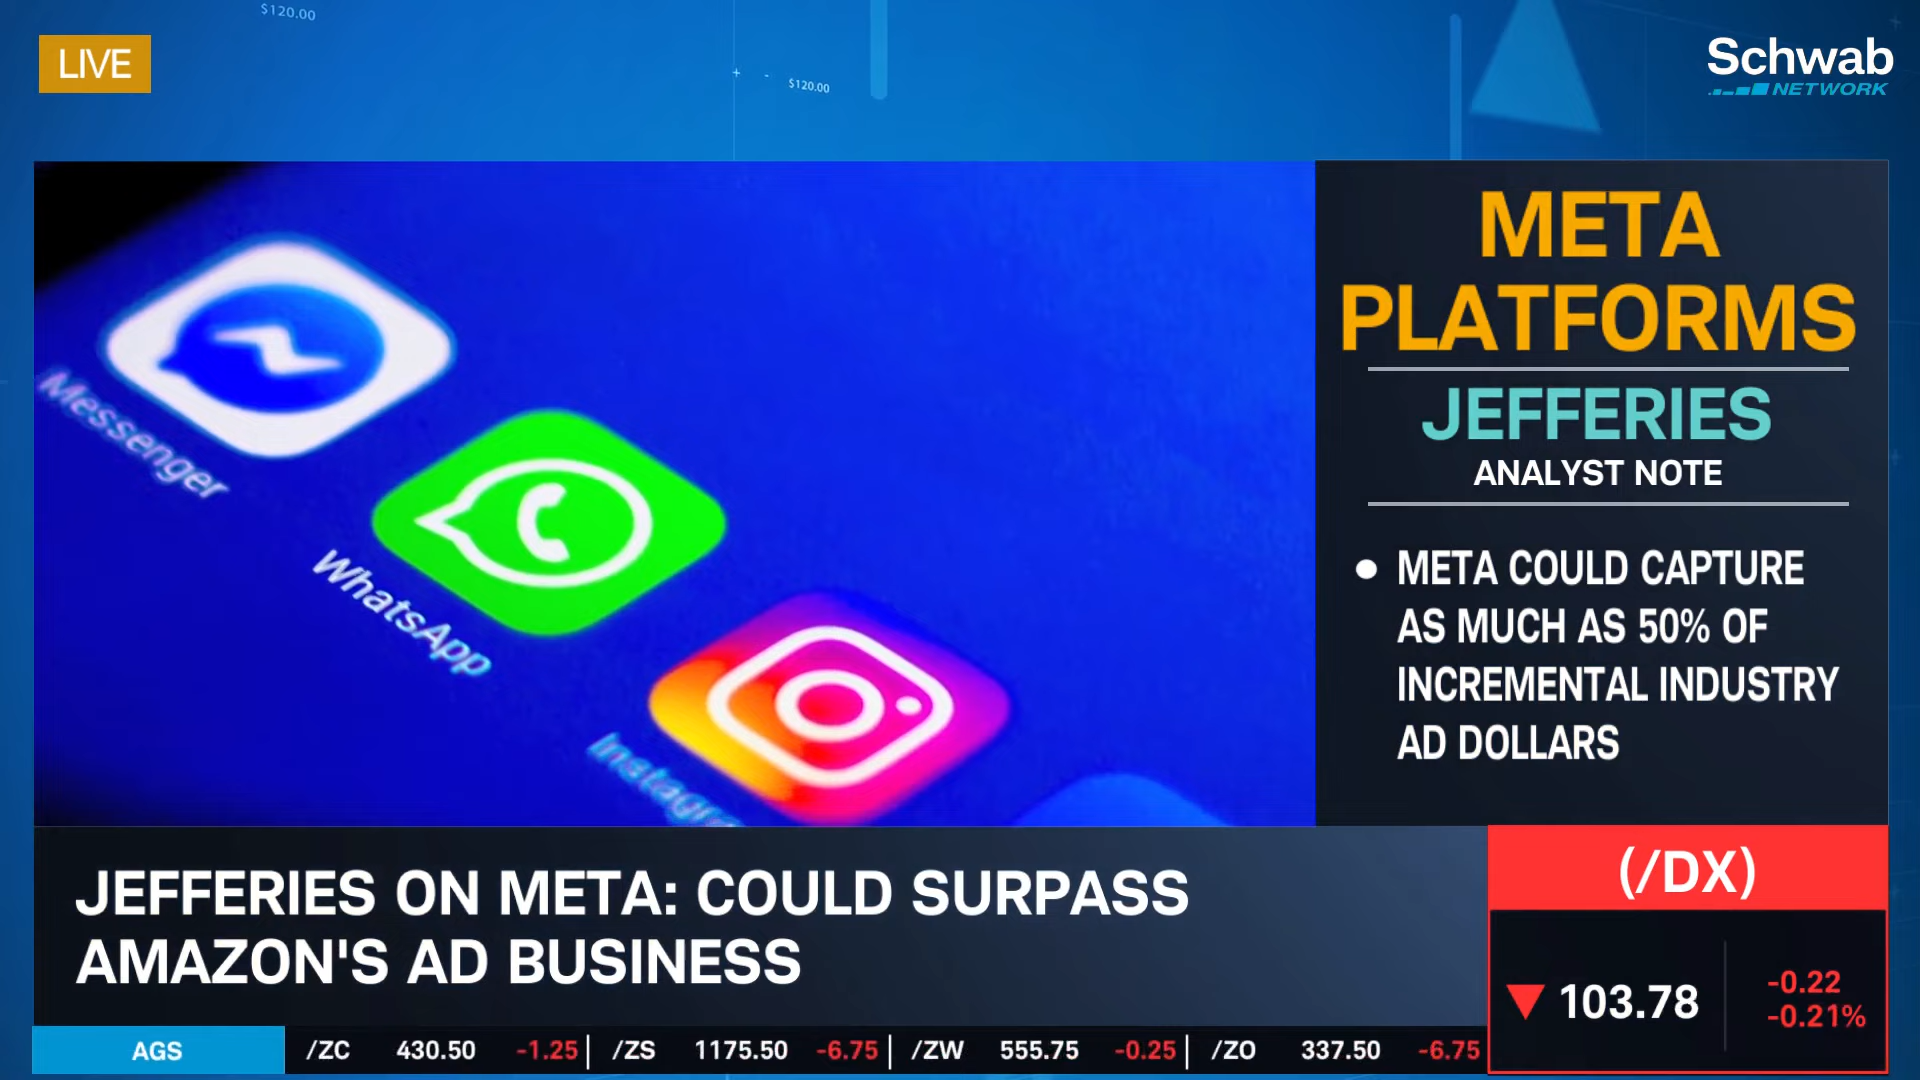 $120.00
LIVE
+ - $120.00
Schwab
NETWORK
META
PLATFORMS
JEFFERIES
ANALYST NOTE
• META COULD CAPTURE
AS MUCH AS 50% OF
INCREMENTAL INDUSTRY
AD DOLLARS
Messenger
WhatsApp
JEFFERIES ON META: COULD SURPASS
AMAZON'S AD BUSINESS
(/DX)
▼ 103.78
-0.22
-0.21%
AGS /ZC 430.50 -1.25 | /ZS 1175.50 -6.75 | /ZW 555.75 -0.25 | /ZO 337.50 -6.75